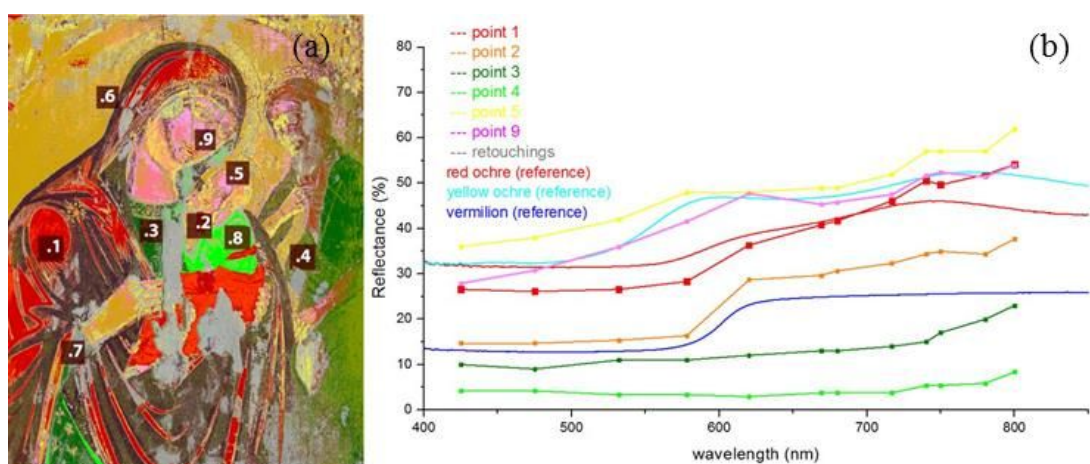 (a)
.6
.9
.5
.1
.3
.2
.8
.4
.7
(b)
80
70
60
50
40
30
20
10
0
Reflectance (%)
--- point 1
--- point 2
--- point 3
--- point 4
--- point 5
--- point 9
--- retouchings
red ochre (reference)
yellow ochre (reference)
vermilion (reference)
400
500
600
700
800
wavelength (nm)